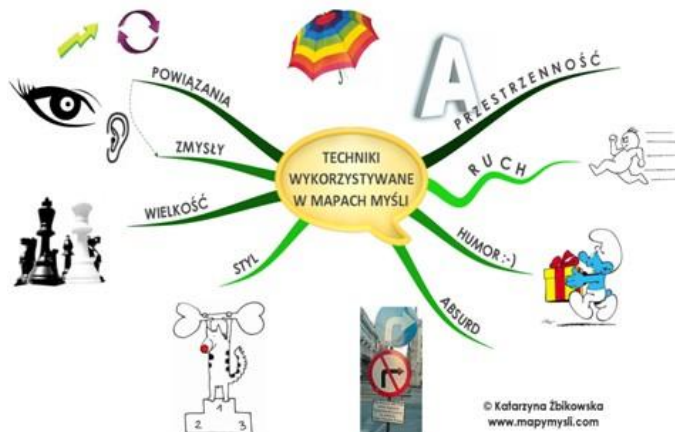 TECHNIKI
WYKORZYSTYWANE
W MAPACH MYŚLI
POWIĄZANIA
ZMYSŁY
WIELKOŚĆ
STYL
A
PRZESTRZENNOŚĆ
RUCH
HUMOR :-)
ABSURD
1
2 3
© Katarzyna Żbikowska
www.mapymysli.com